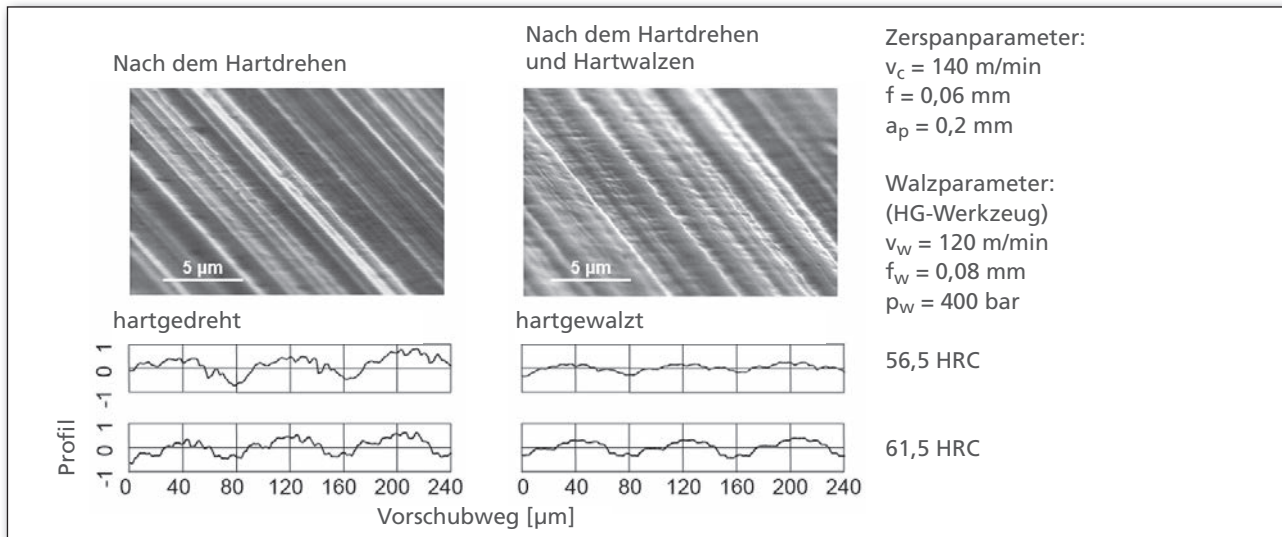 Nach dem Hartdrehen
Nach dem Hartdrehen
und Hartwalzen
Zerspanparameter:
v_c = 140 m/min
f = 0,06 mm
a_p = 0,2 mm
Walzparameter:
(HG-Werkzeug)
v_w = 120 m/min
f_w = 0,08 mm
p_w = 400 bar
5 µm
5 µm
hartgedreht
hartgewalzt
-1 0 1
56,5 HRC
-1 0 1
61,5 HRC
Profil
0 40 80 120 160 200 240
0 40 80 120 160 200 240
Vorschubweg [µm]